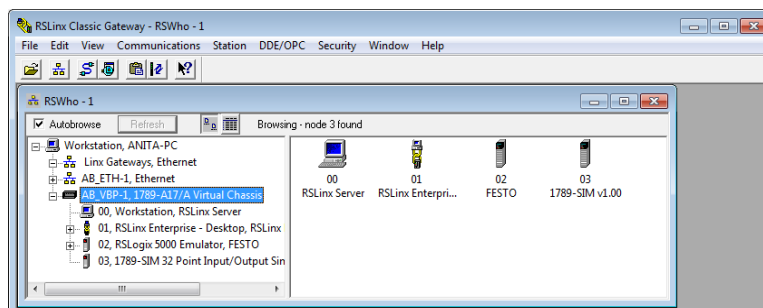 RSLinx Classic Gateway - RSWho - 1
File Edit View Communications Station DDE/OPC Security Window Help
RSWho - 1
Autobrowse Refresh Browsing - node 3 found
Workstation, ANITA-PC
Linx Gateways, Ethernet
AB_ETH-1, Ethernet
AB_VBP-1, 1789-A17/A Virtual Chassis
00, Workstation, RSLinx Server
01, RSLinx Enterprise - Desktop, RSLinx
02, RSLogix 5000 Emulator, FESTO
03, 1789-SIM 32 Point Input/Output Sin
00 01 02 03
RSLinx Server RSLinx Enterpri... FESTO 1789-SIM v1.00